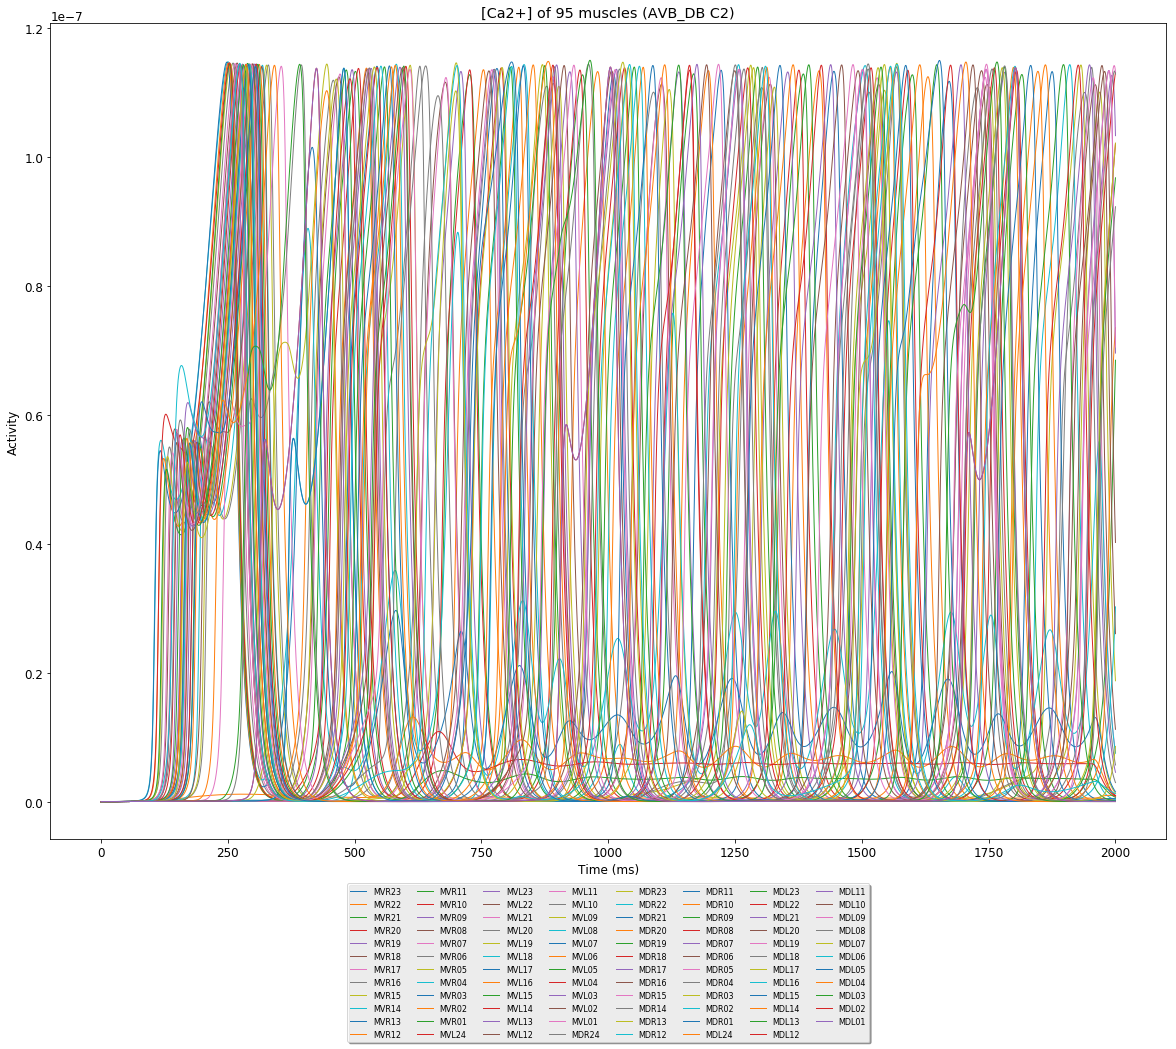 [Ca2+] of 95 muscles (AVB_DB C2)
1e−7
1.2
1.0
0.8
0.6
0.4
0.2
0.0
Activity
0 250 500 750 1000 1250 1500 1750 2000
Time (ms)
MVR23 MVR11 MVL23 MVL11 MDR23 MDR11 MDL23 MDL11
MVR22 MVR10 MVL22 MVL10 MDR22 MDR10 MDL22 MDL10
MVR21 MVR09 MVL21 MVL09 MDR21 MDR09 MDL21 MDL09
MVR20 MVR08 MVL20 MVL08 MDR20 MDR08 MDL20 MDL08
MVR19 MVR07 MVL19 MVL07 MDR19 MDR07 MDL19 MDL07
MVR18 MVR06 MVL18 MVL06 MDR18 MDR06 MDL18 MDL06
MVR17 MVR05 MVL17 MVL05 MDR17 MDR05 MDL17 MDL05
MVR16 MVR04 MVL16 MVL04 MDR16 MDR04 MDL16 MDL04
MVR15 MVR03 MVL15 MVL03 MDR15 MDR03 MDL15 MDL03
MVR14 MVR02 MVL14 MVL02 MDR14 MDR02 MDL14 MDL02
MVR13 MVR01 MVL13 MVL01 MDR13 MDR01 MDL13 MDL01
MVR12 MVL24 MVL12 MDR24 MDR12 MDL24 MDL12